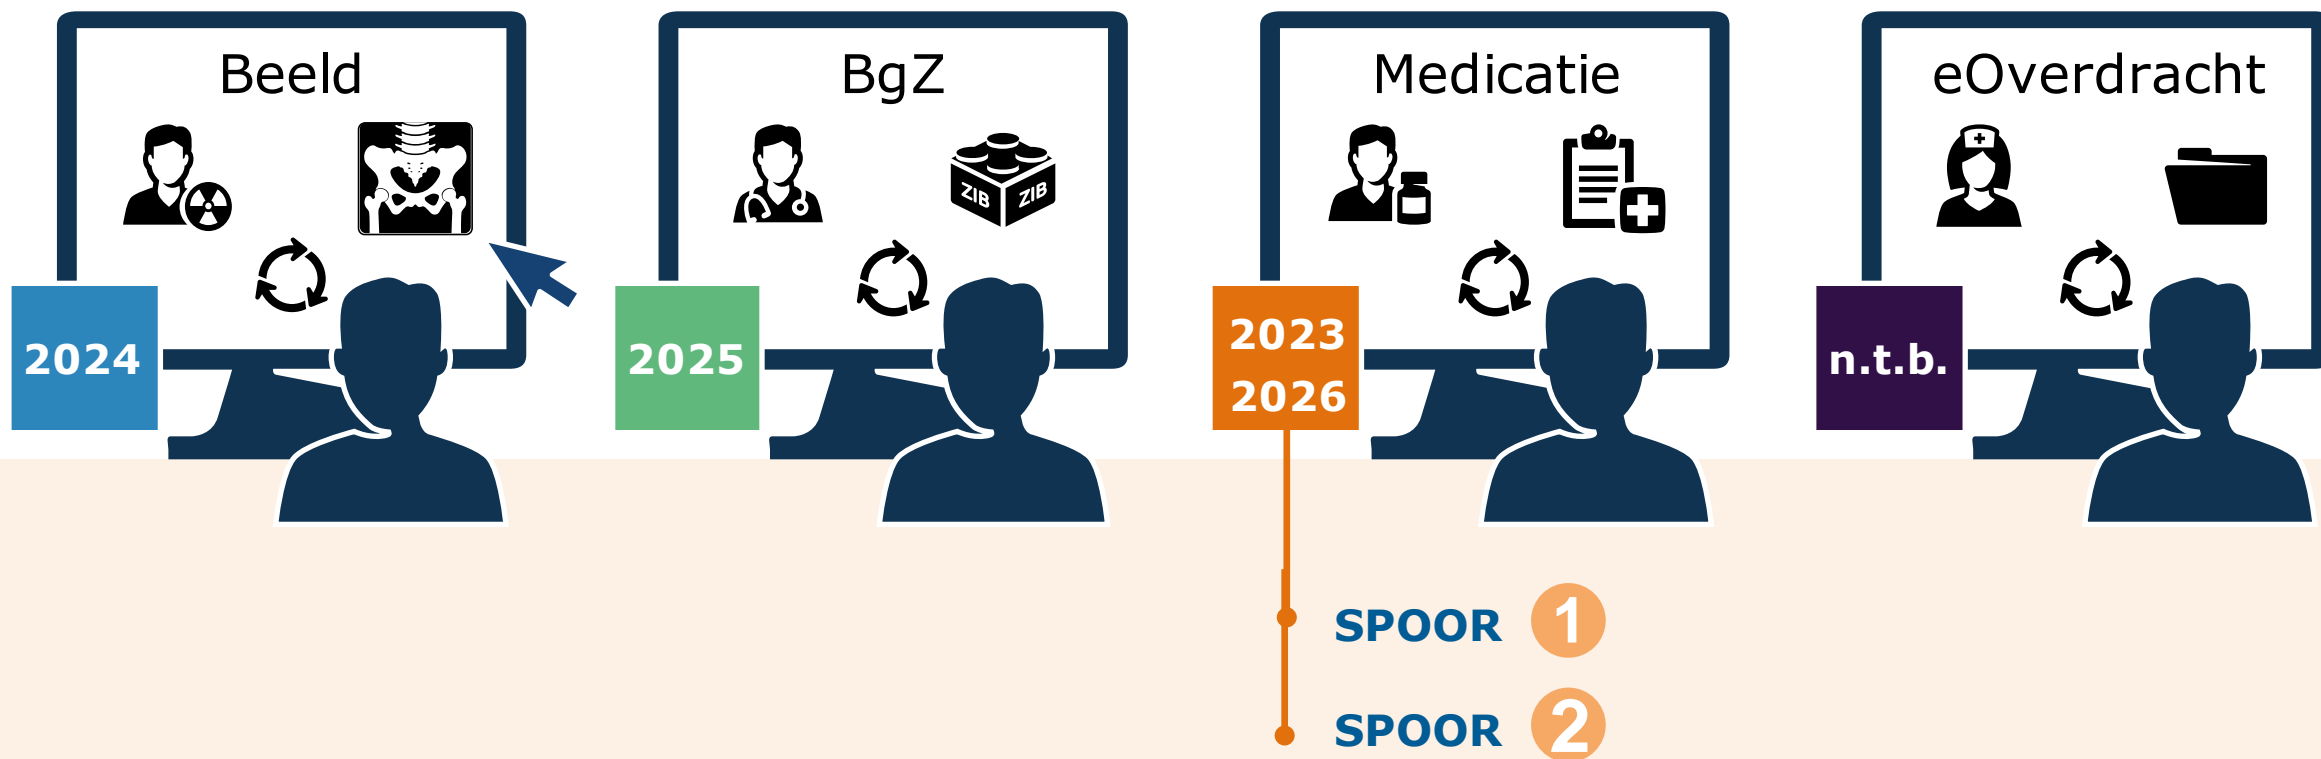 Beeld
BgZ
Medicatie
eOverdracht
ZIB ZIB
2024
2025
2023
2026
n.t.b.
SPOOR 1
SPOOR 2